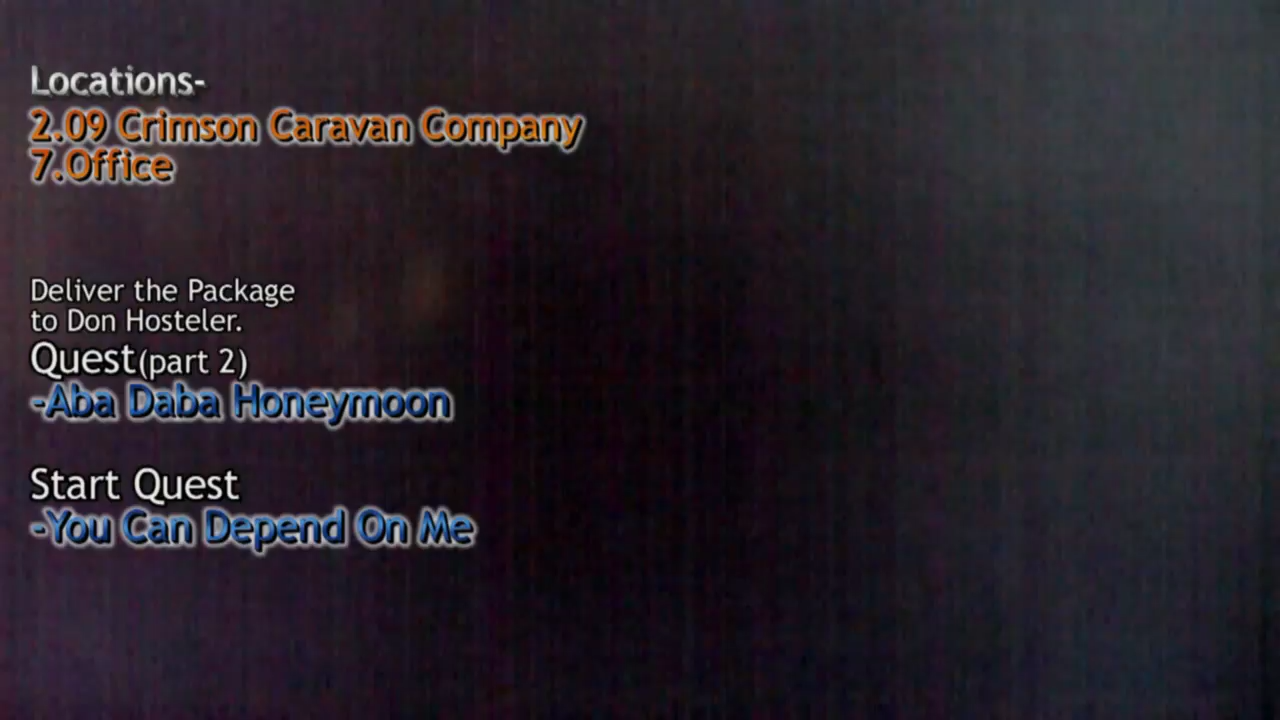 Locations-
2.09 Crimson Caravan Company
7.Office
Deliver the Package
to Don Hosteler.
Quest(part 2)
-Aba Daba Honeymoon
Start Quest
-You Can Depend On Me